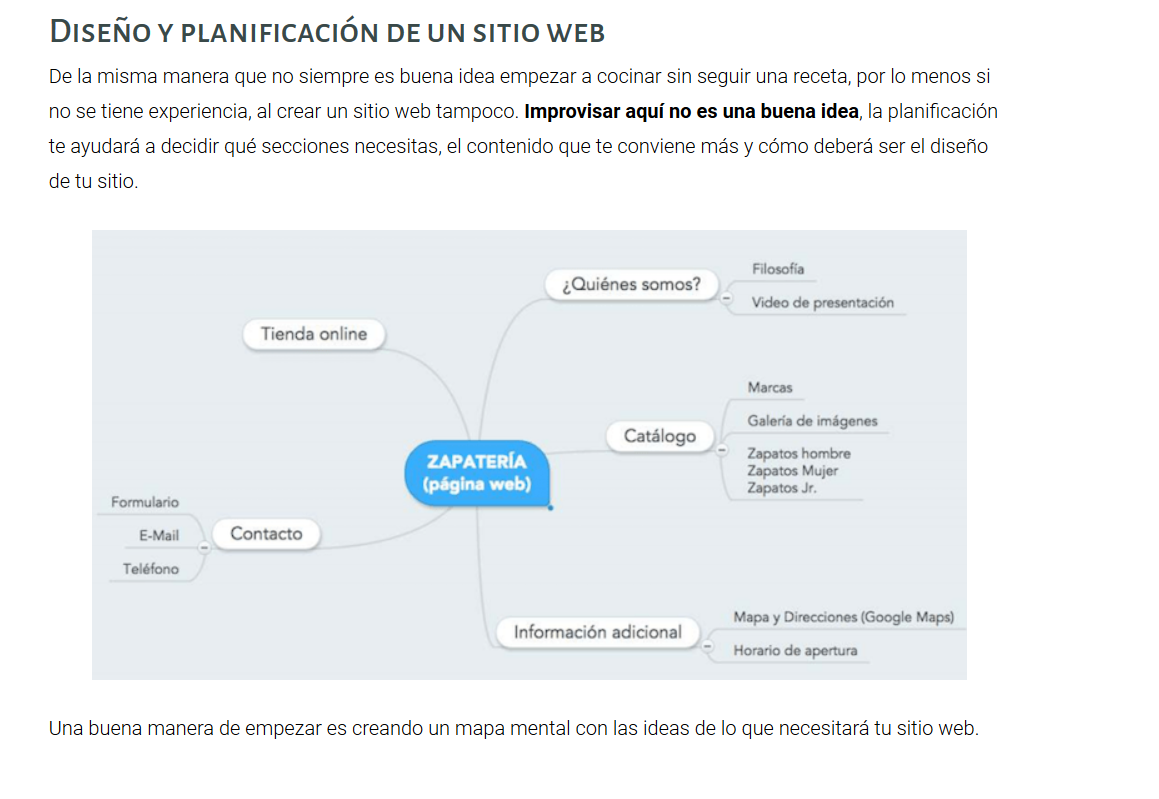 DISEÑO Y PLANIFICACIÓN DE UN SITIO WEB
De la misma manera que no siempre es buena idea empezar a cocinar sin seguir una receta, por lo menos si
no se tiene experiencia, al crear un sitio web tampoco. Improvisar aquí no es una buena idea, la planificación
te ayudará a decidir qué secciones necesitas, el contenido que te conviene más y cómo deberá ser el diseño
de tu sitio.
¿Quiénes somos?
Filosofía
Video de presentación
Tienda online
Catálogo
Marcas
Galería de imágenes
Zapatos hombre
Zapatos Mujer
Zapatos Jr.
ZAPATERÍA
(página web)
Contacto
Formulario
E-Mail
Teléfono
Información adicional
Mapa y Direcciones (Google Maps)
Horario de apertura
Una buena manera de empezar es creando un mapa mental con las ideas de lo que necesitará tu sitio web.